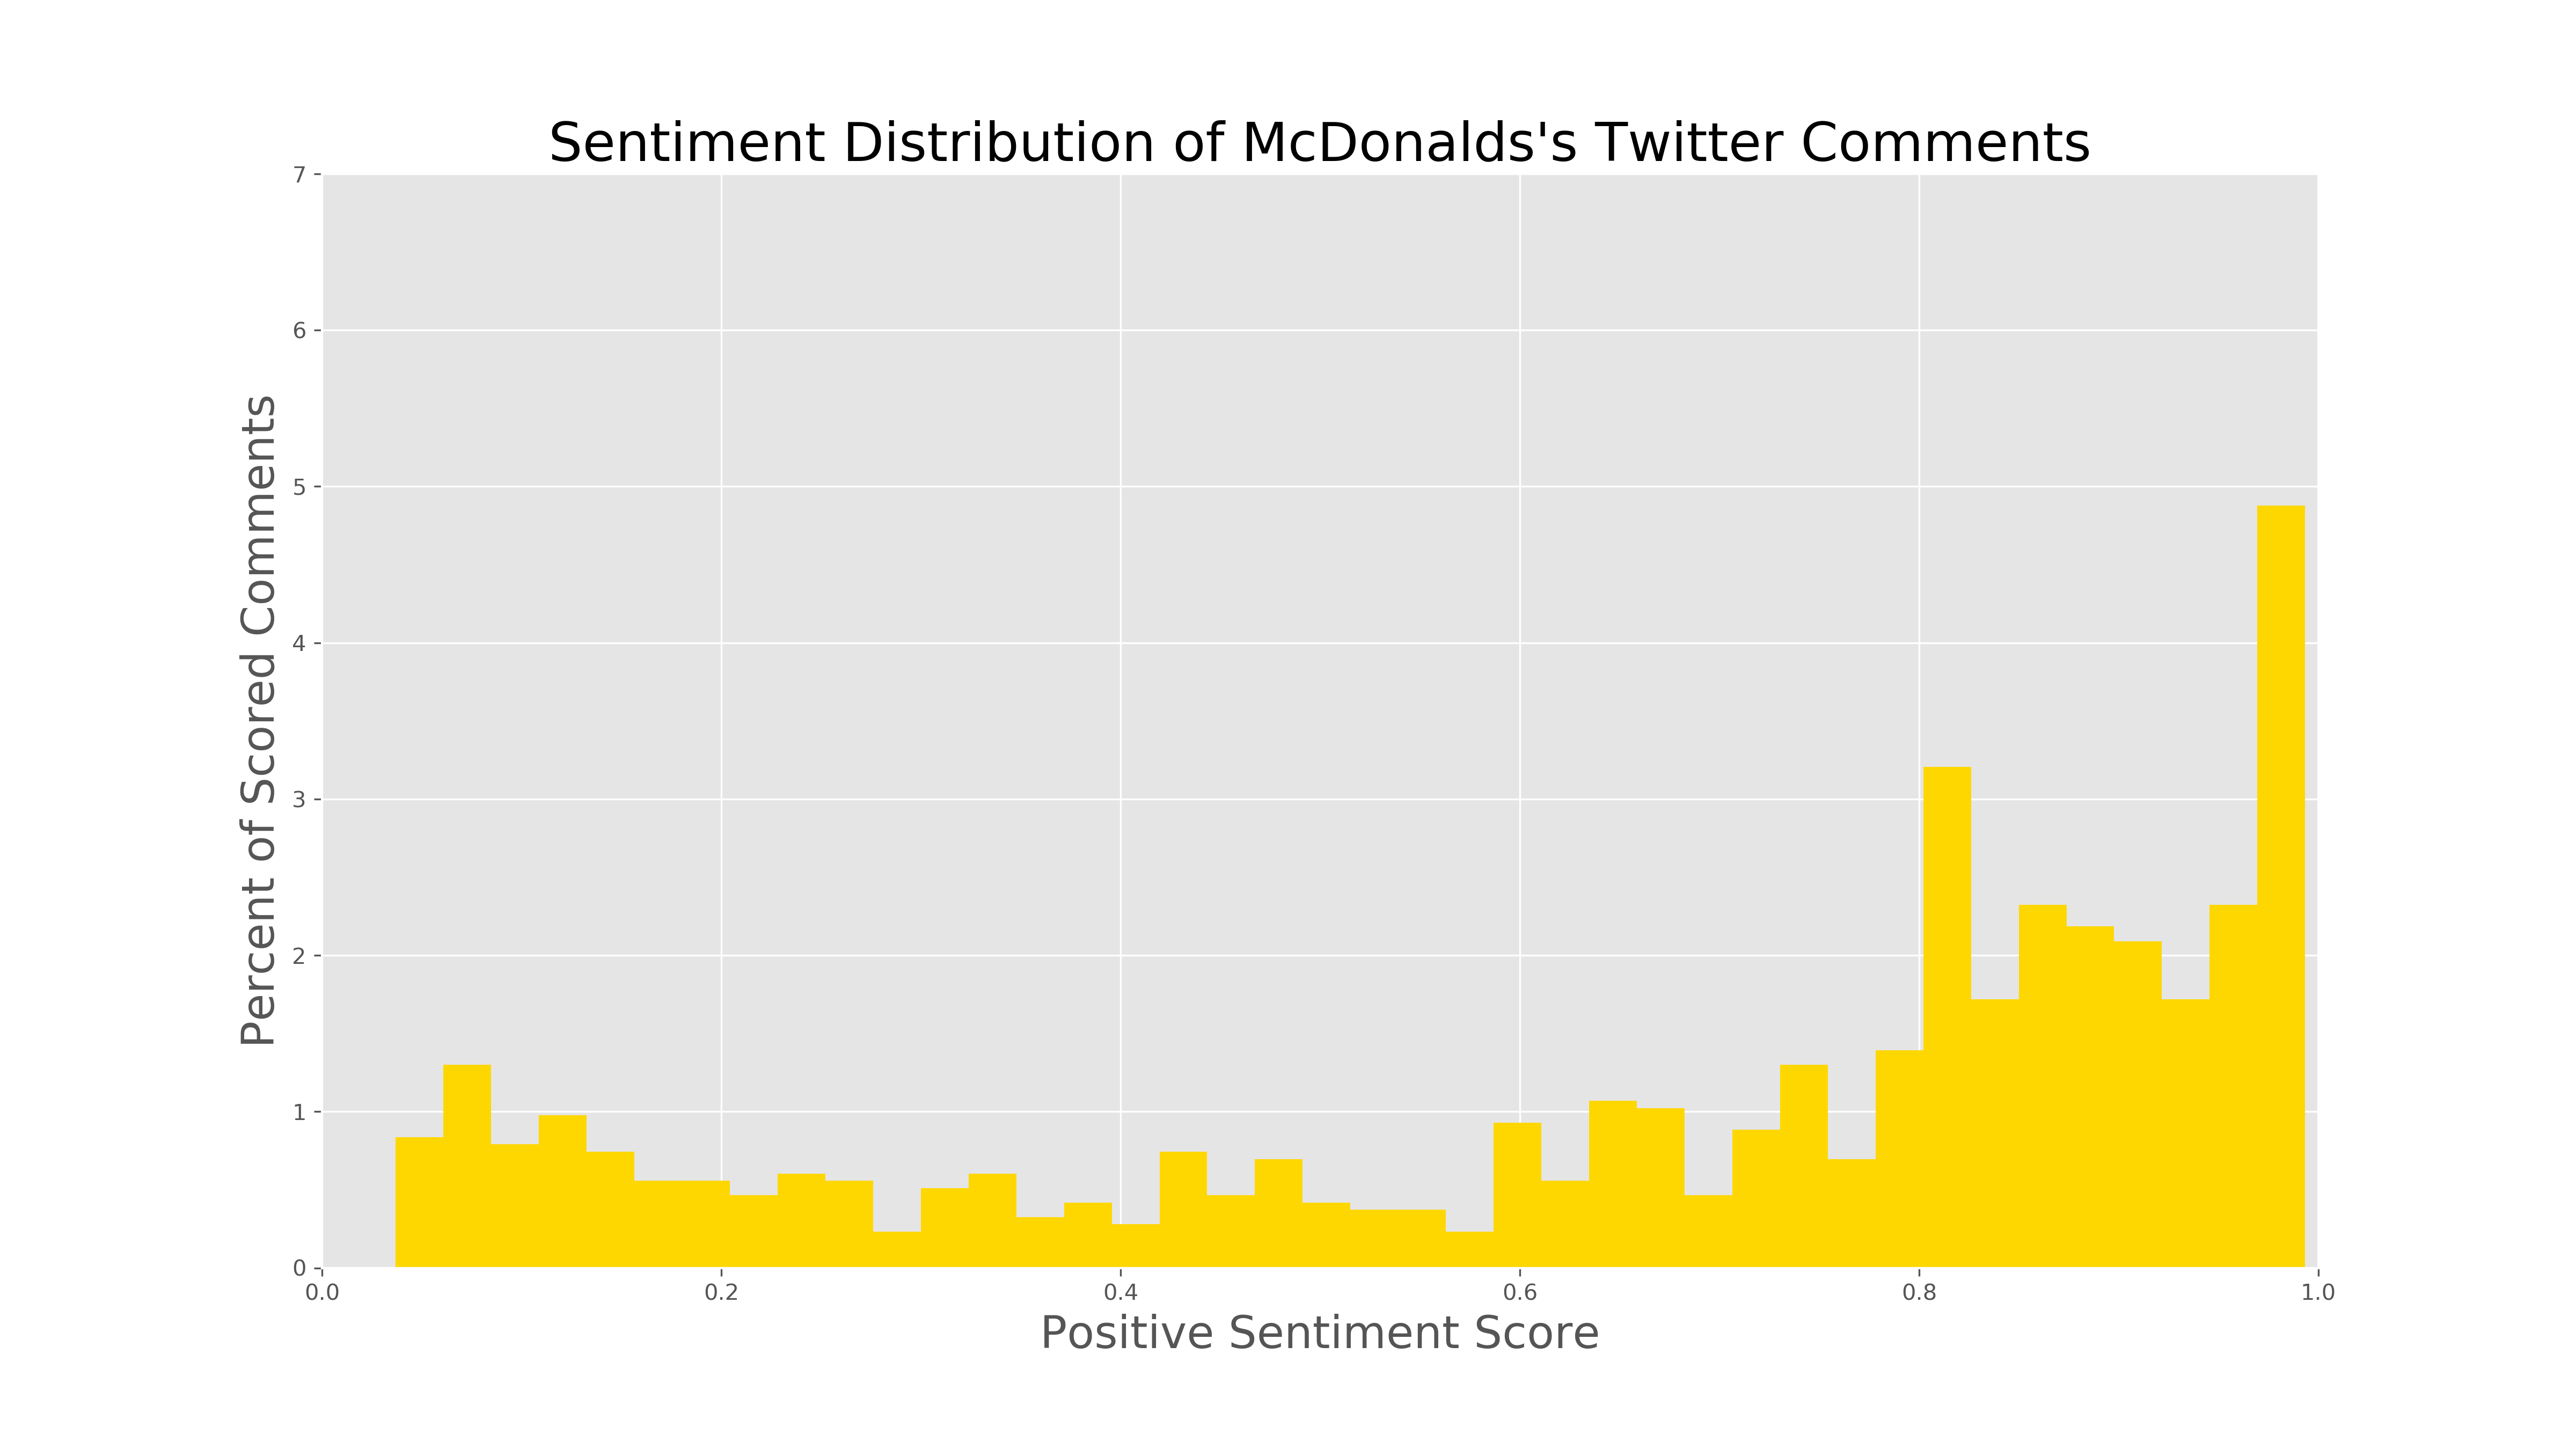 Sentiment Distribution of McDonalds's Twitter Comments
Percent of Scored Comments
7
6
5
4
3
2
1
0
0.0 0.2 0.4 0.6 0.8 1.0
Positive Sentiment Score